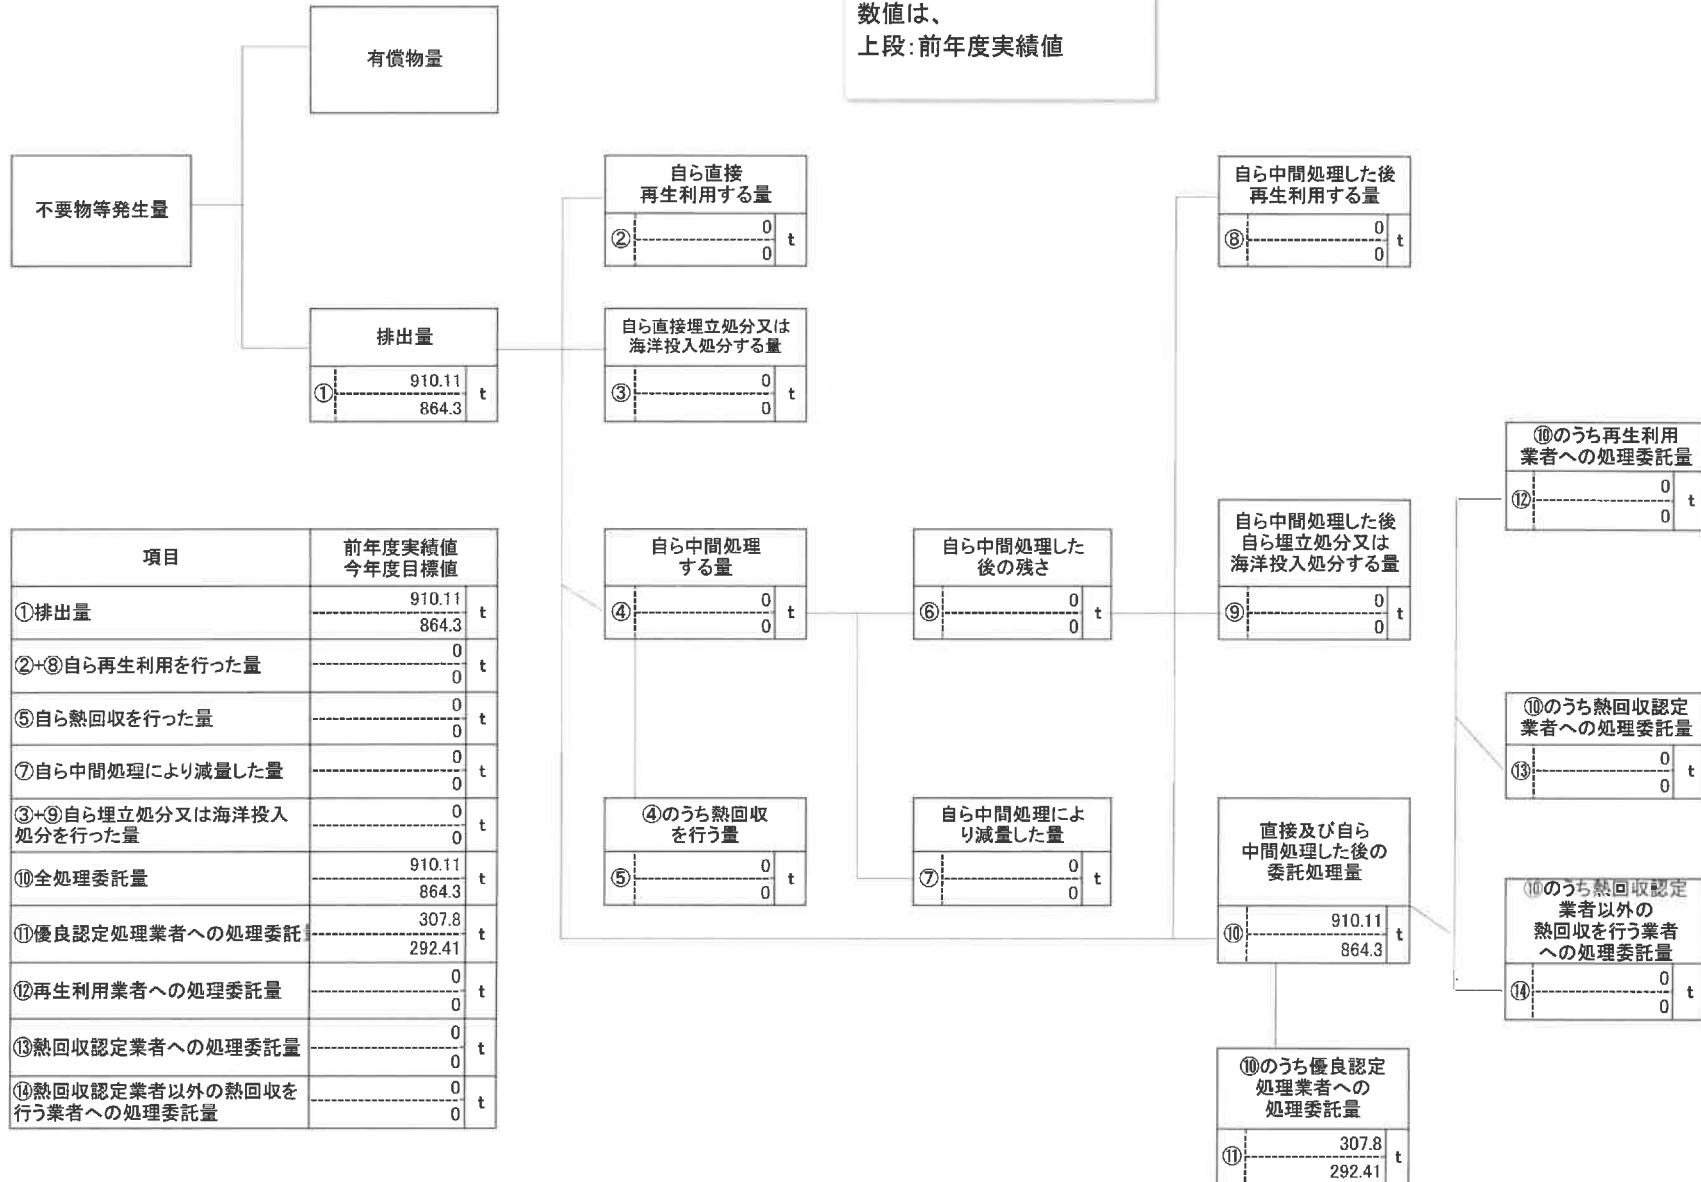 数値は、
上段：前年度実績値
有償物量
不要物等発生量
排出量
①
910.11
864.3
t
自ら直接
再生利用する量
②
0
0
t
自ら直接埋立処分又は
海洋投入処分する量
③
0
0
t
自ら中間処理
する量
④
0
0
t
④のうち熱回収
を行う量
⑤
0
0
t
自ら中間処理した
後の残さ
⑥
0
0
t
自ら中間処理によ
り減量した量
⑦
0
0
t
自ら中間処理した後
再生利用する量
⑧
0
0
t
自ら中間処理した後
自ら埋立処分又は
海洋投入処分する量
⑨
0
0
t
直接及び自ら
中間処理した後の
委託処理量
⑩
910.11
864.3
t
⑩のうち優良認定
処理業者への
処理委託量
⑪
307.8
292.41
t
⑩のうち再生利用
業者への処理委託量
⑫
0
0
t
⑩のうち熱回収認定
業者への処理委託量
⑬
0
0
t
⑩のうち熱回収認定
業者以外の
熱回収を行う業者
への処理委託量
⑭
0
0
t
項目
前年度実績値
今年度目標値
①排出量
910.11
864.3
t
②+⑧自ら再生利用を行った量
0
0
t
⑤自ら熱回収を行った量
0
0
t
⑦自ら中間処理により減量した量
0
0
t
③+⑨自ら埋立処分又は海洋投入
処分を行った量
0
0
t
⑩全処理委託量
910.11
864.3
t
⑪優良認定処理業者への処理委託
307.8
292.41
t
⑫再生利用業者への処理委託量
0
0
t
⑬熱回収認定業者への処理委託量
0
0
t
⑭熱回収認定業者以外の熱回収を
行う業者への処理委託量
0
0
t